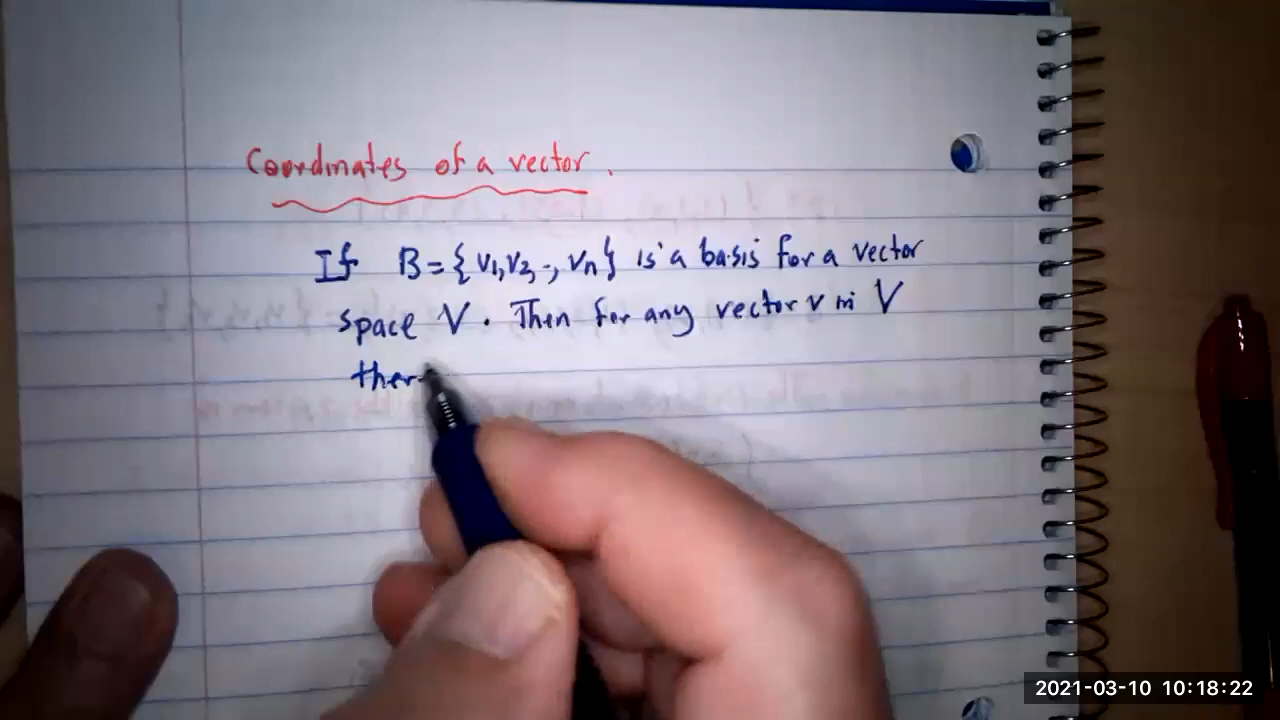 Coordinates of a vector.
If B = {v1, v2, -, vn} is a basis for a vector
space V. Then for any vector v in V
ther
2021-03-10 10:18:22